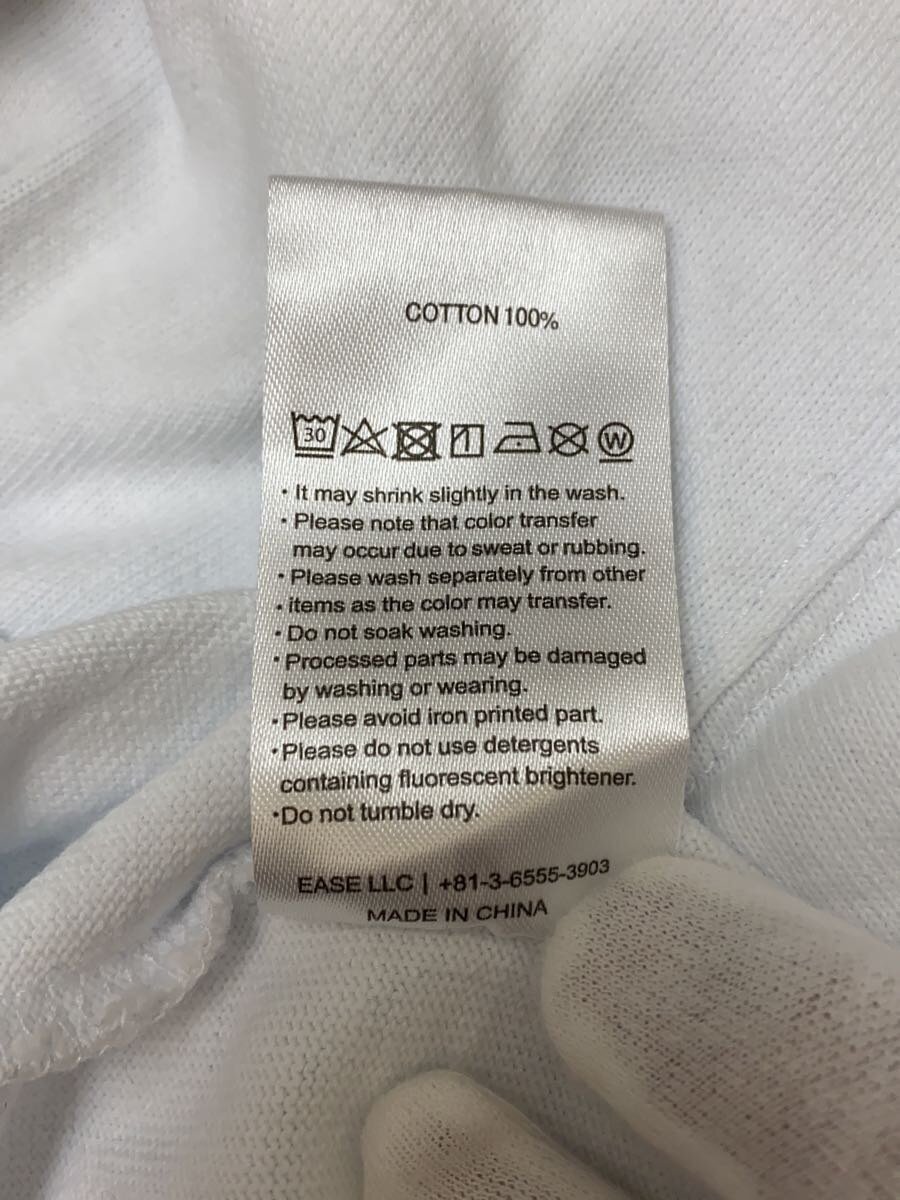 COTTON 100%
30 W
· It may shrink slightly in the wash.
· Please note that color transfer
may occur due to sweat or rubbing.
· Please wash separately from other
· items as the color may transfer.
· Do not soak washing.
· Processed parts may be damaged
by washing or wearing.
· Please avoid iron printed part.
· Please do not use detergents
containing fluorescent brightener.
· Do not tumble dry.
EASE LLC | +81-3-6555-3903
MADE IN CHINA